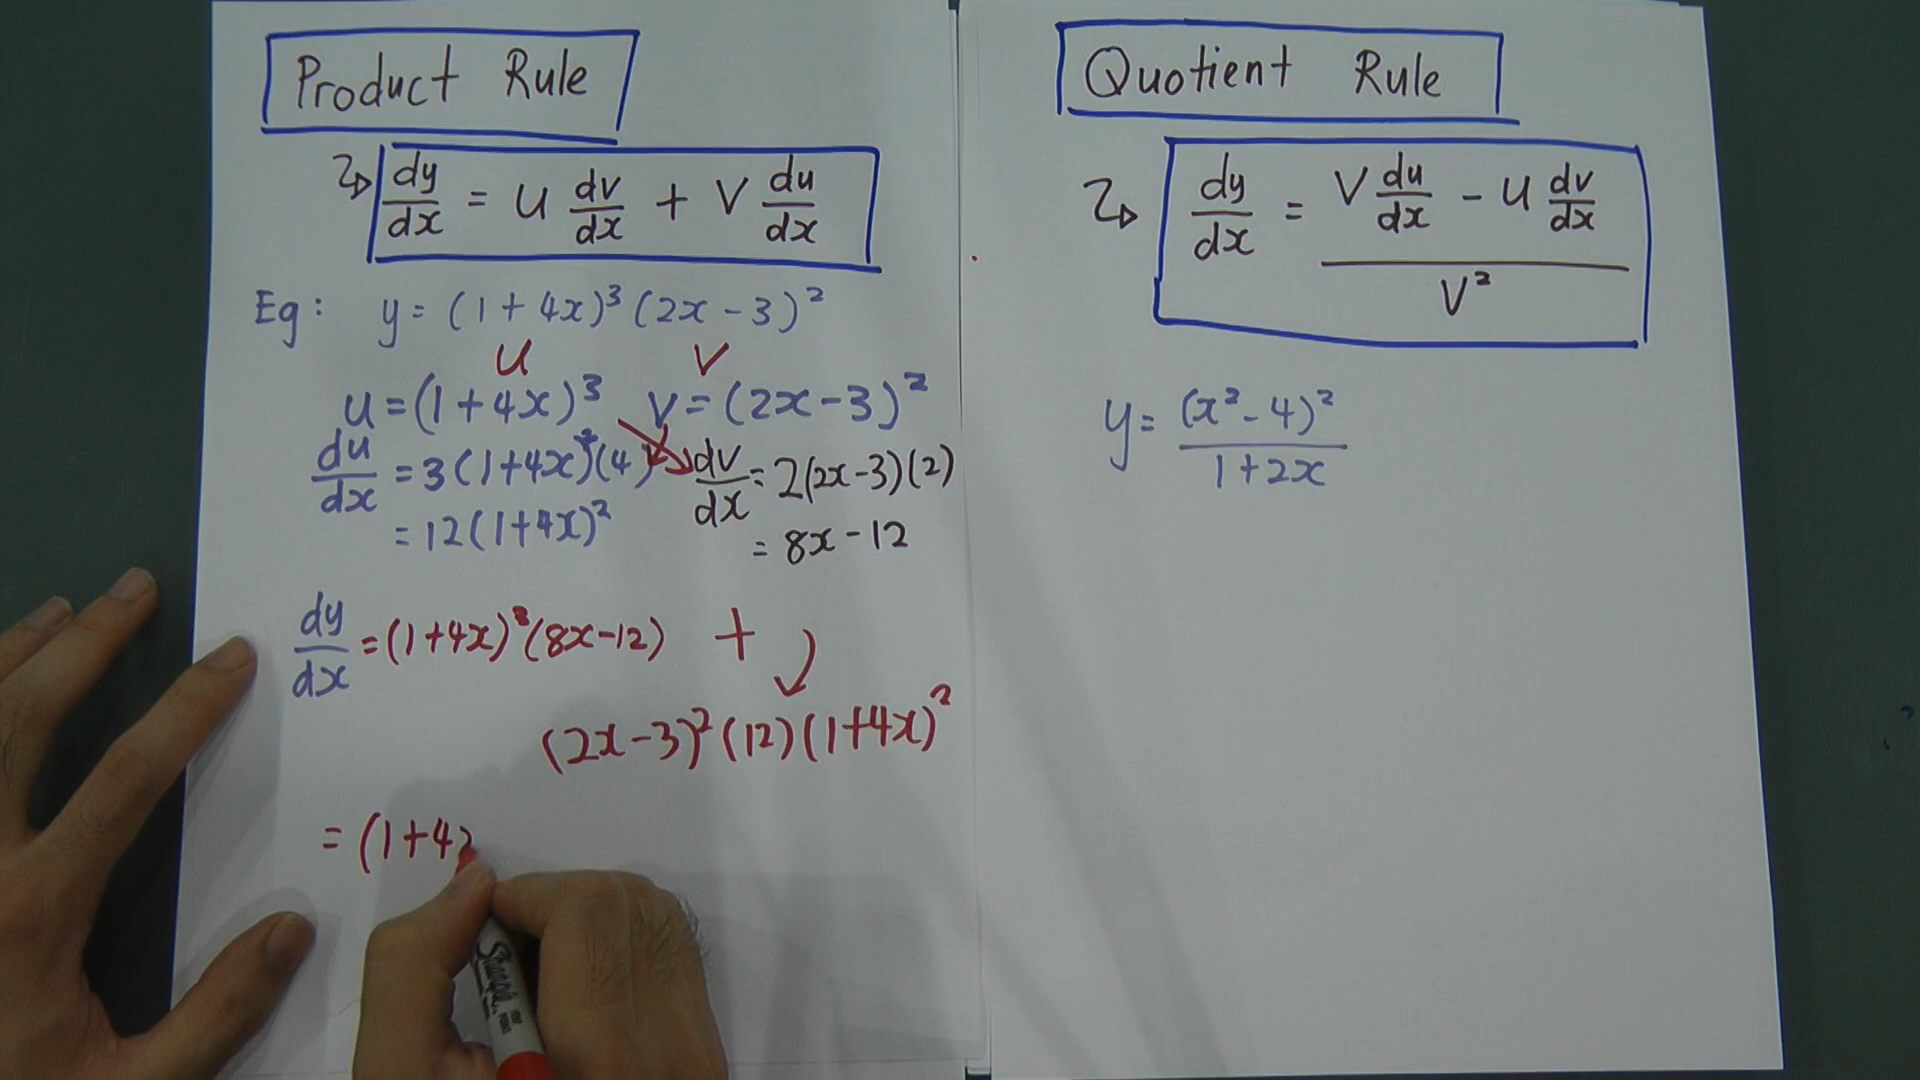 Product Rule
dy/dx = u dv/dx + v du/dx
Eg: y = (1 + 4x)³ (2x - 3)²
u v
u = (1 + 4x)³ v = (2x - 3)²
du/dx = 3(1+4x)²(4) dv/dx = 2(2x-3)(2)
= 12(1+4x)² = 8x - 12
dy/dx = (1+4x)³(8x-12) +
(2x-3)²(12)(1+4x)²
= (1+4x
Quotient Rule
dy/dx = (v du/dx - u dv/dx) / v²
y = (x² - 4)² / 1 + 2x
Sharpie